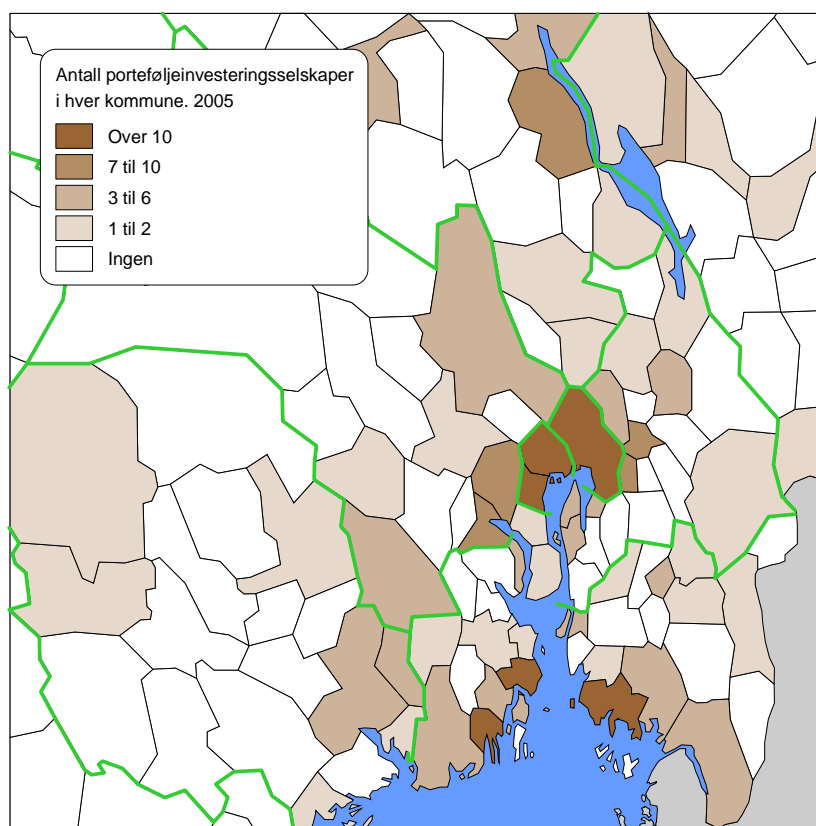 Antall porteføljeinvesteringsselskaper
i hver kommune. 2005
Over 10
7 til 10
3 til 6
1 til 2
Ingen